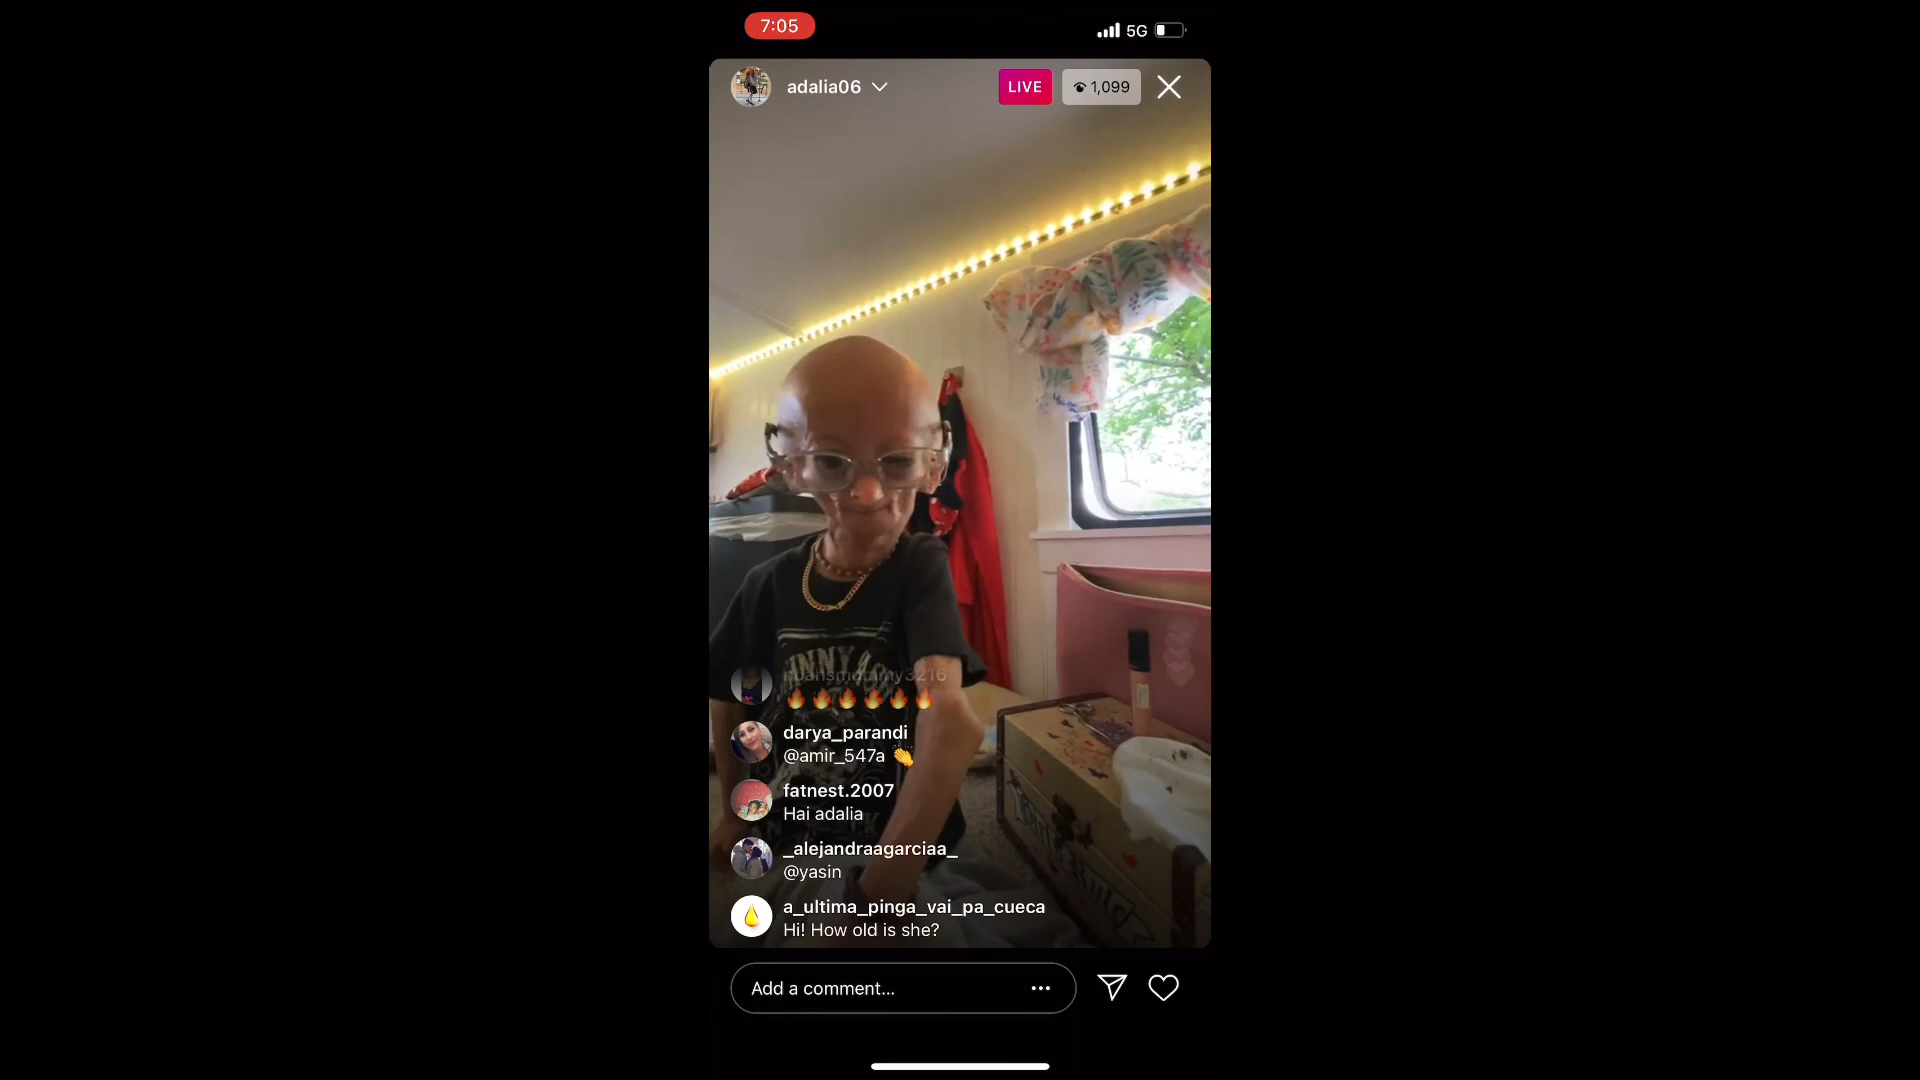 7:05
5G
adalia06
LIVE
1,099
darya_parandi
@amir_547a 👏
fatnest.2007
Hai adalia
_alejandraagarciaa_
@yasin
a_ultima_pinga_vai_pa_cueca
Hi! How old is she?
Add a comment...